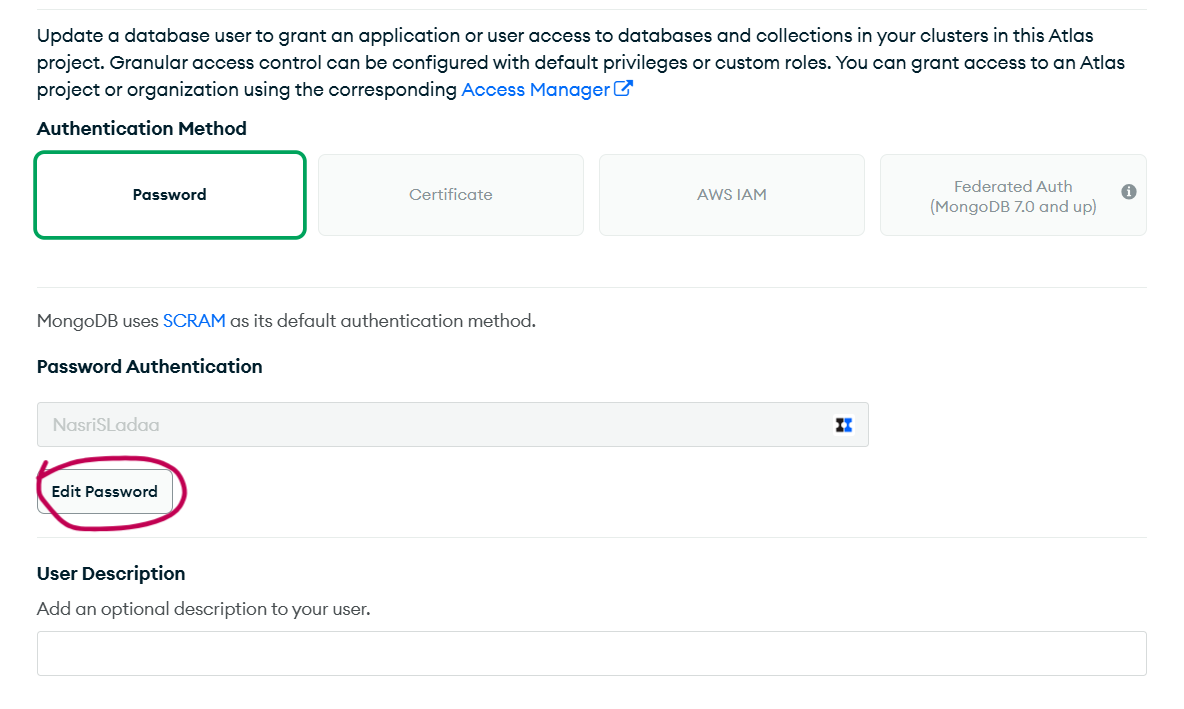 Update a database user to grant an application or user access to databases and collections in your clusters in this Atlas
project. Granular access control can be configured with default privileges or custom roles. You can grant access to an Atlas
project or organization using the corresponding Access Manager
Authentication Method
Password
Certificate
AWS IAM
Federated Auth
(MongoDB 7.0 and up)
MongoDB uses SCRAM as its default authentication method.
Password Authentication
NasriSLadaa
Edit Password
User Description
Add an optional description to your user.